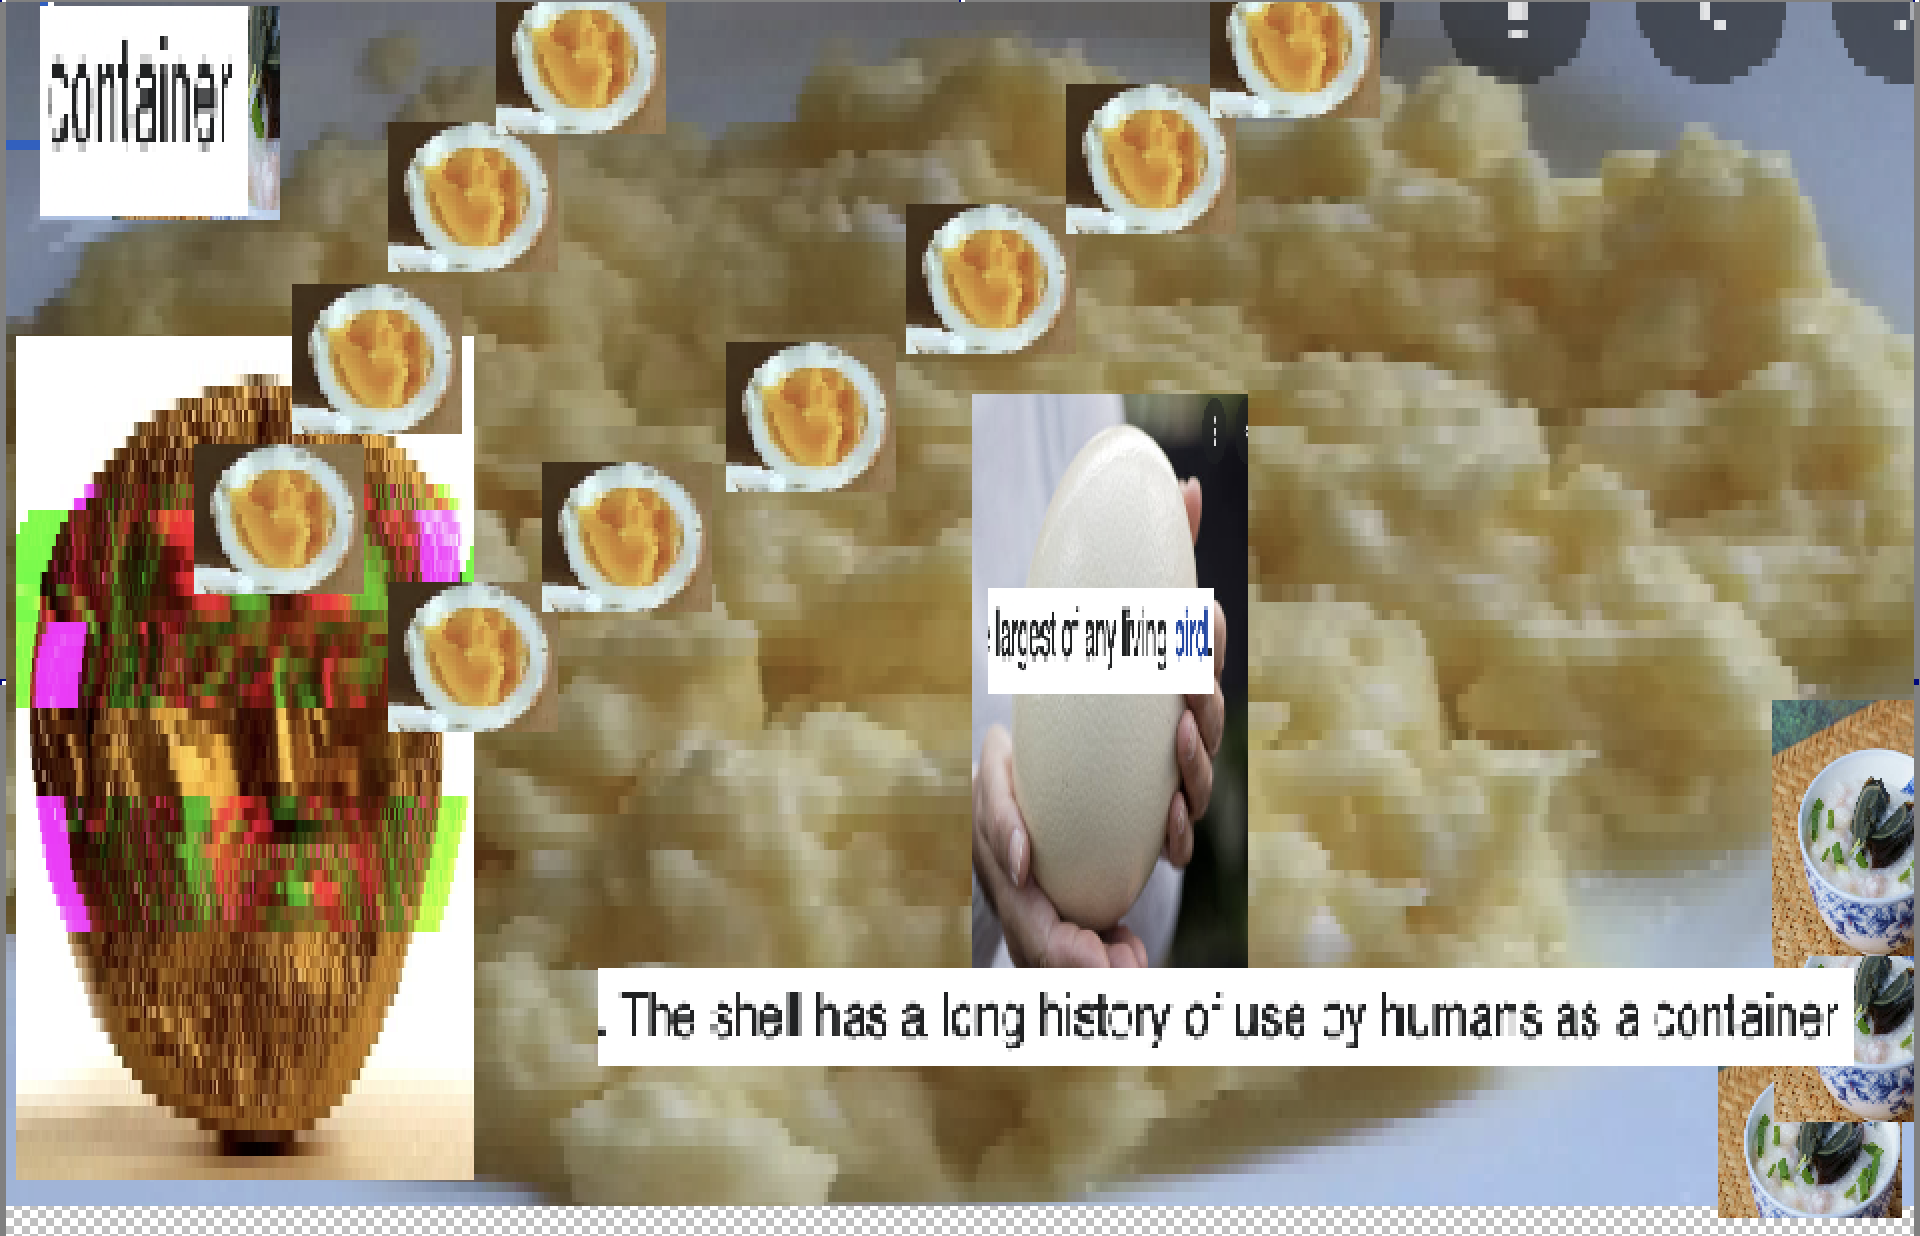 container
largest of any living bird.
. The shell has a long history of use by humans as a container